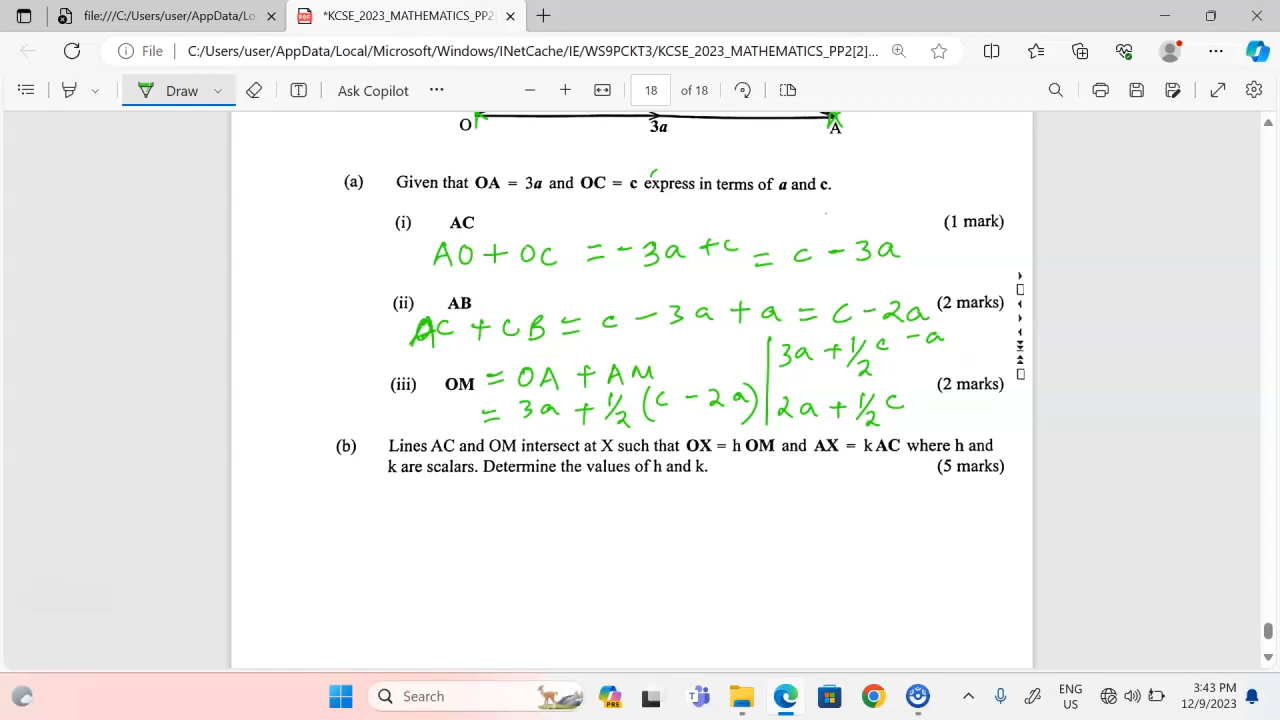 file:///C:/Users/user/AppData/Lo
*KCSE_2023_MATHEMATICS_PP2[2]
File
C:/Users/user/AppData/Local/Microsoft/Windows/INetCache/IE/WS9PCKT3/KCSE_2023_MATHEMATICS_PP2[2]...
Draw
Ask Copilot
18 of 18
O 3a A
(a) Given that OA = 3a and OC = c express in terms of a and c.
(i) AC (1 mark)
AO + OC = -3a + c = c - 3a
(ii) AB (2 marks)
AC + CB = c - 3a + a = c - 2a
3a + 1/2 c - a
(iii) OM = OA + AM (2 marks)
= 3a + 1/2 (c - 2a) 2a + 1/2 c
(b) Lines AC and OM intersect at X such that OX = h OM and AX = k AC where h and
k are scalars. Determine the values of h and k. (5 marks)
Search
PRE
ENG
US
3:43 PM
12/9/2023